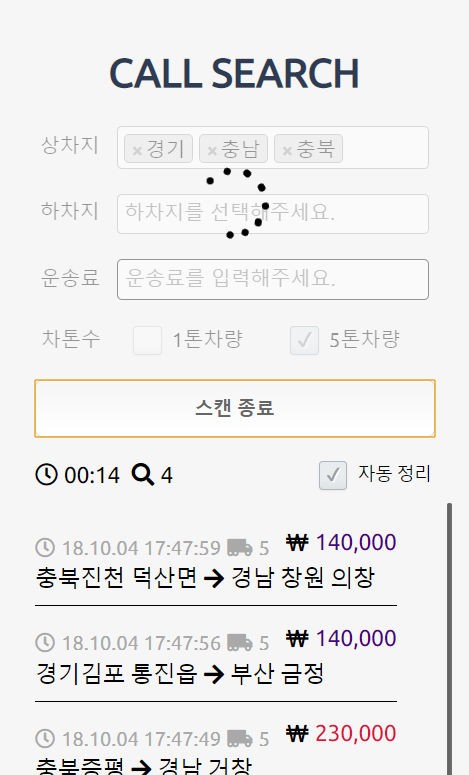 CALL SEARCH
상차지 ×경기 ×충남 ×충북
하차지 하차지를 선택해주세요.
운송료 운송료를 입력해주세요.
차톤수 1톤차량 5톤차량
스캔 종료
00:14 4 자동 정리
18.10.04 17:47:59 5 ₩ 140,000
충북진천 덕산면 → 경남 창원 의창
18.10.04 17:47:56 5 ₩ 140,000
경기김포 통진읍 → 부산 금정
18.10.04 17:47:49 5 ₩ 230,000
충북증평 → 경남 거창